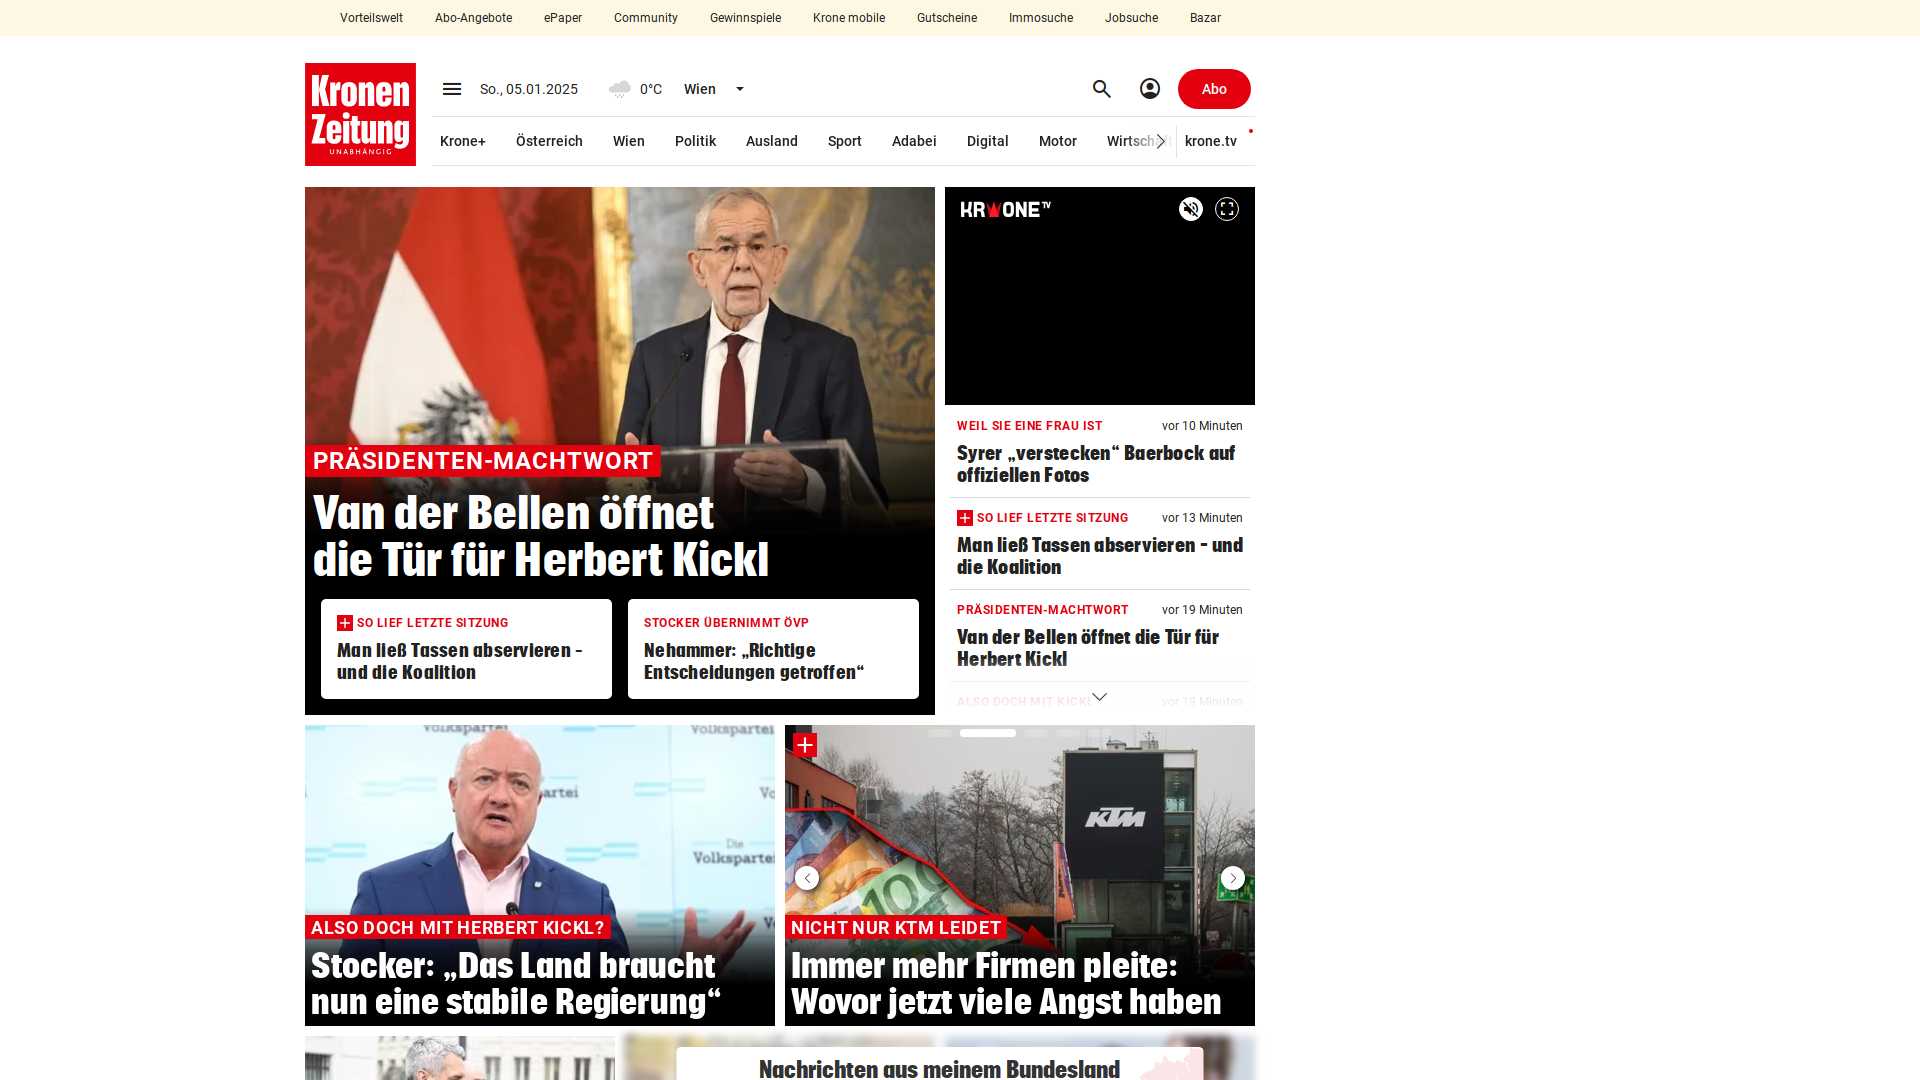 Vorteilswelt
Abo-Angebote
ePaper
Community
Gewinnspiele
Krone mobile
Gutscheine
Immosuche
Jobsuche
Bazar
Kronen
Zeitung
UNABHÄNGIG
So., 05.01.2025
0°C
Wien
Abo
Krone+
Österreich
Wien
Politik
Ausland
Sport
Adabei
Digital
Motor
Wirtsch
krone.tv
PRÄSIDENTEN-MACHTWORT
Van der Bellen öffnet
die Tür für Herbert Kickl
SO LIEF LETZTE SITZUNG
Man ließ Tassen abservieren –
und die Koalition
STOCKER ÜBERNIMMT ÖVP
Nehammer: „Richtige
Entscheidungen getroffen“
KRONE TV
WEIL SIE EINE FRAU IST
vor 10 Minuten
Syrer „verstecken“ Baerbock auf
offiziellen Fotos
SO LIEF LETZTE SITZUNG
vor 13 Minuten
Man ließ Tassen abservieren – und
die Koalition
PRÄSIDENTEN-MACHTWORT
vor 19 Minuten
Van der Bellen öffnet die Tür für
Herbert Kickl
ALSO DOCH MIT KICKL
vor 19 Minuten
Volkspartei
Die
Volkspartei
ALSO DOCH MIT HERBERT KICKL?
Stocker: „Das Land braucht
nun eine stabile Regierung“
KTM
100
NICHT NUR KTM LEIDET
Immer mehr Firmen pleite:
Wovor jetzt viele Angst haben
Nachrichten aus meinem Bundesland